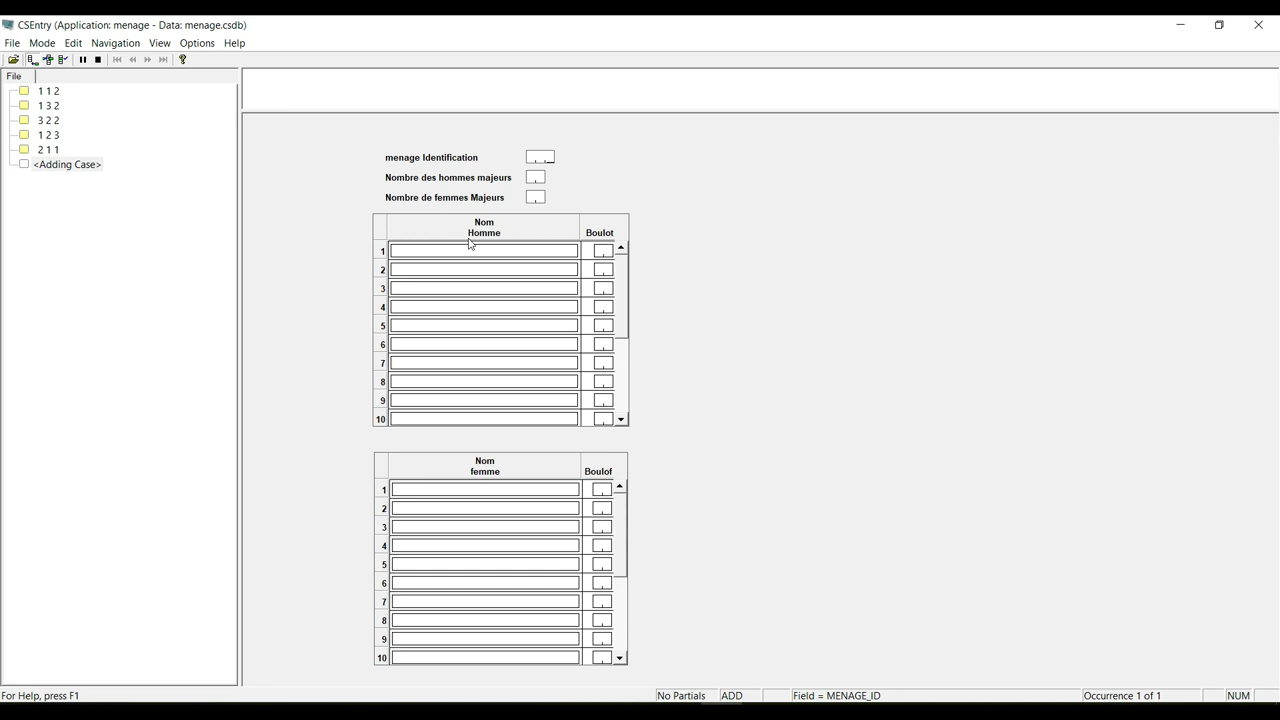 CSEntry (Application: menage - Data: menage.csdb)
File Mode Edit Navigation View Options Help
File
1 1 2
1 3 2
3 2 2
1 2 3
2 1 1
<Adding Case>
menage Identification
Nombre des hommes majeurs
Nombre de femmes Majeurs
Nom
Homme Boulot
1
2
3
4
5
6
7
8
9
10
Nom
femme Boulof
1
2
3
4
5
6
7
8
9
10
For Help, press F1 No Partials ADD Field = MENAGE_ID Occurrence 1 of 1 NUM